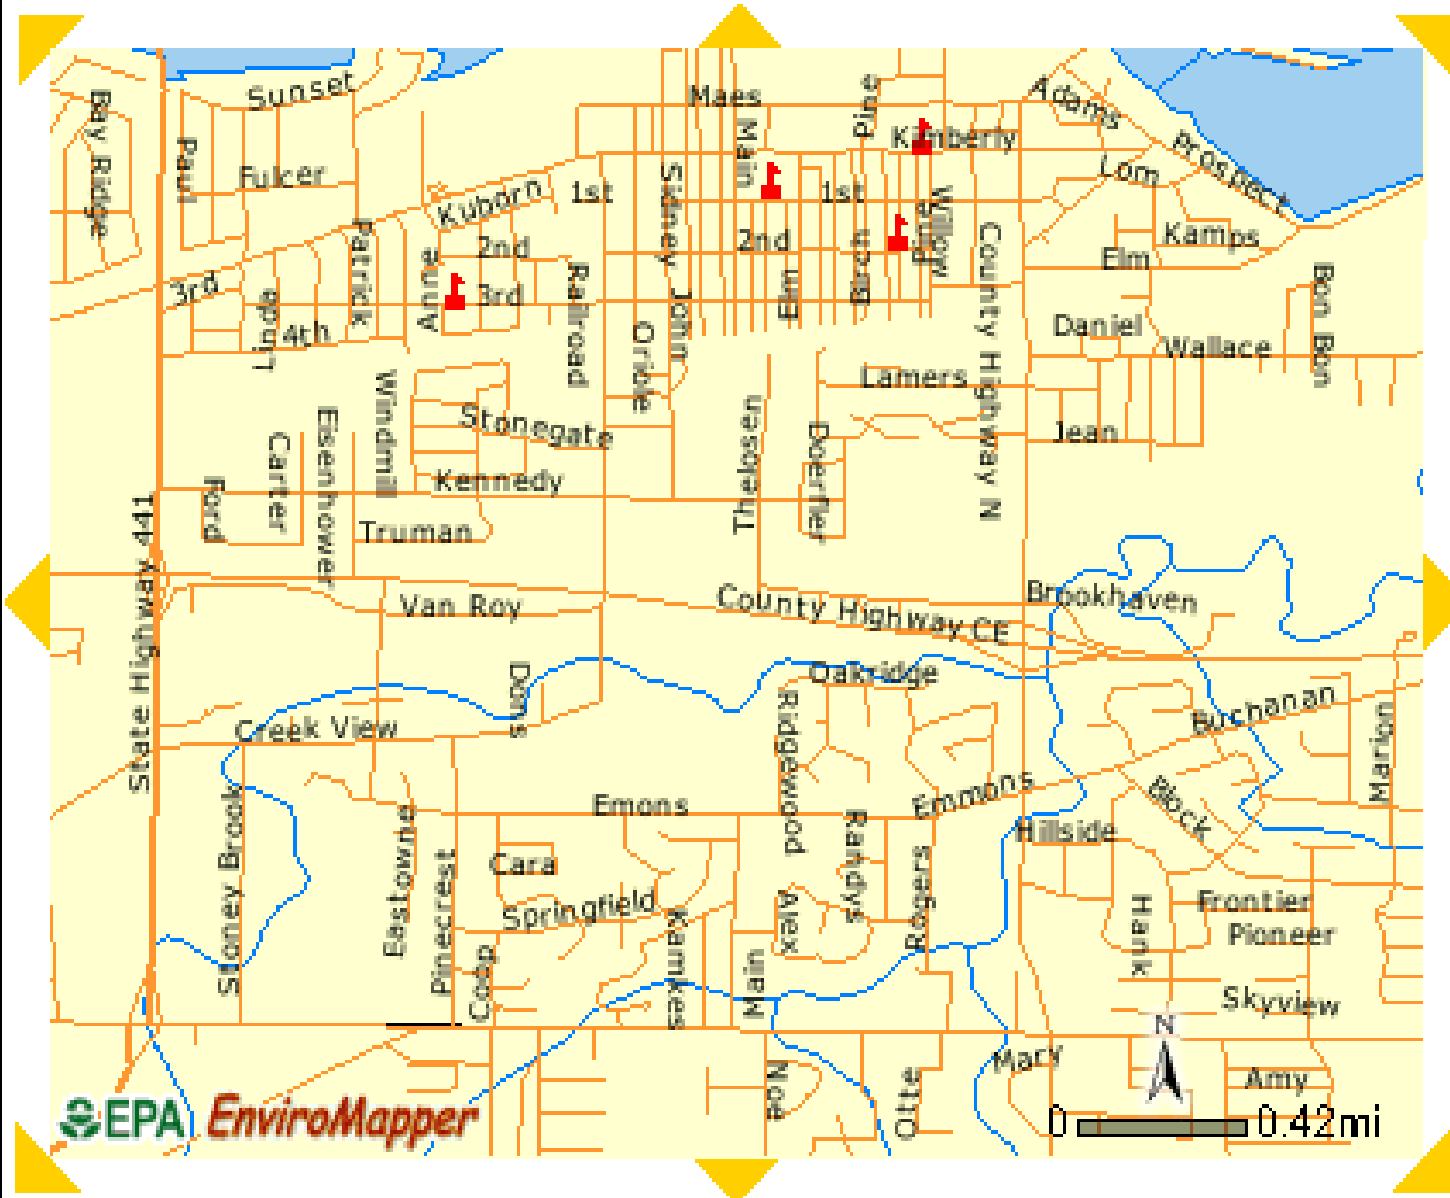 Sunset
Maes
Pine
Adams
Bay Ridge
Paul
Main
Kimberly
Prospect
Fulcer
Lom
Kuborn
1st
Sidney
1st
Willow
Patrick
2nd
2nd
Pine
Kamps
Anne
Birch
County Highway N
Elm
3rd
3rd
Railroad
John
Elm
Bon Bon
Linda
4th
Oriole
Daniel
Wallace
Windmill
Lamers
Stonegate
Thelosen
Doerfler
Jean
Carter
Eisenhower
Ford
Kennedy
Truman
State Highway 441
Van Roy
County Highway CE
Brookhaven
Doris
Oakridge
Creek View
Ridgewood
Buchanan
Marion
Emons
Emmons
Block
Stoney Brook
Eastowne
Pinecrest
Cara
Randys
Rogers
Hillside
Springfield
Kamkes
Alex
Hank
Frontier
Pioneer
Coop
Main
Skyview
N
Mary
Noe
Otte
Amy
EPA EnviroMapper
0 0.42mi